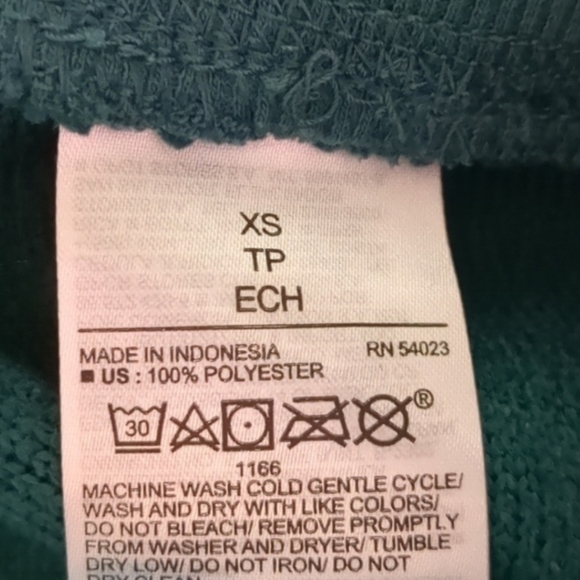 XS
TP
ECH
MADE IN INDONESIA RN 54023
■ US : 100% POLYESTER
30 ®
1166
MACHINE WASH COLD GENTLE CYCLE/
WASH AND DRY WITH LIKE COLORS/
DO NOT BLEACH/ REMOVE PROMPTLY
FROM WASHER AND DRYER/ TUMBLE
DRY LOW/ DO NOT IRON/ DO NOT
DRY CLEAN